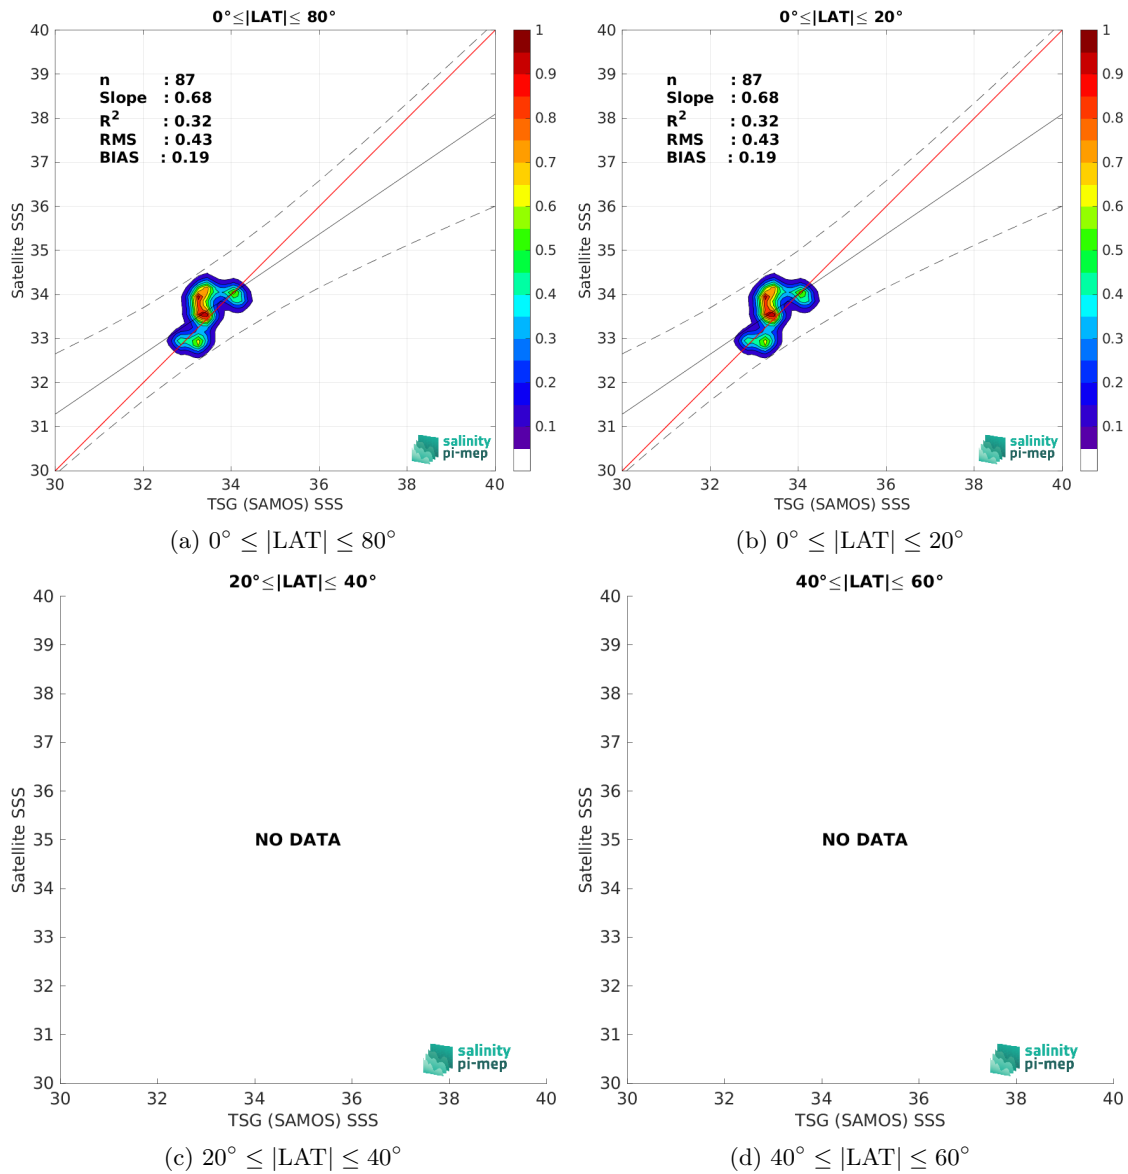 0°≤|LAT|≤ 80°
40
39
38
37
36
35
34
33
32
31
30
Satellite SSS
n : 87
Slope : 0.68
R² : 0.32
RMS : 0.43
BIAS : 0.19
salinity
pi-mep
30 32 34 36 38 40
TSG (SAMOS) SSS
1
0.9
0.8
0.7
0.6
0.5
0.4
0.3
0.2
0.1
(a) 0° ≤ |LAT| ≤ 80°
0°≤|LAT|≤ 20°
40
39
38
37
36
35
34
33
32
31
30
Satellite SSS
n : 87
Slope : 0.68
R² : 0.32
RMS : 0.43
BIAS : 0.19
salinity
pi-mep
30 32 34 36 38 40
TSG (SAMOS) SSS
1
0.9
0.8
0.7
0.6
0.5
0.4
0.3
0.2
0.1
(b) 0° ≤ |LAT| ≤ 20°
20°≤|LAT|≤ 40°
40
39
38
37
36
35
34
33
32
31
30
Satellite SSS
NO DATA
salinity
pi-mep
30 32 34 36 38 40
TSG (SAMOS) SSS
(c) 20° ≤ |LAT| ≤ 40°
40°≤|LAT|≤ 60°
40
39
38
37
36
35
34
33
32
31
30
Satellite SSS
NO DATA
salinity
pi-mep
30 32 34 36 38 40
TSG (SAMOS) SSS
(d) 40° ≤ |LAT| ≤ 60°